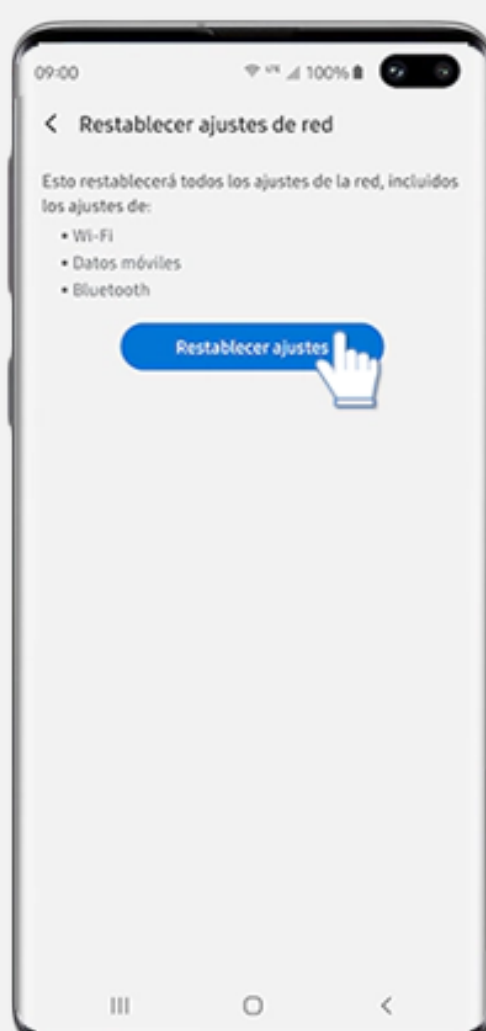 09:00 LTE 100%
Restablecer ajustes de red
Esto restablecerá todos los ajustes de la red, incluidos
los ajustes de:
• Wi-Fi
• Datos móviles
• Bluetooth
Restablecer ajustes